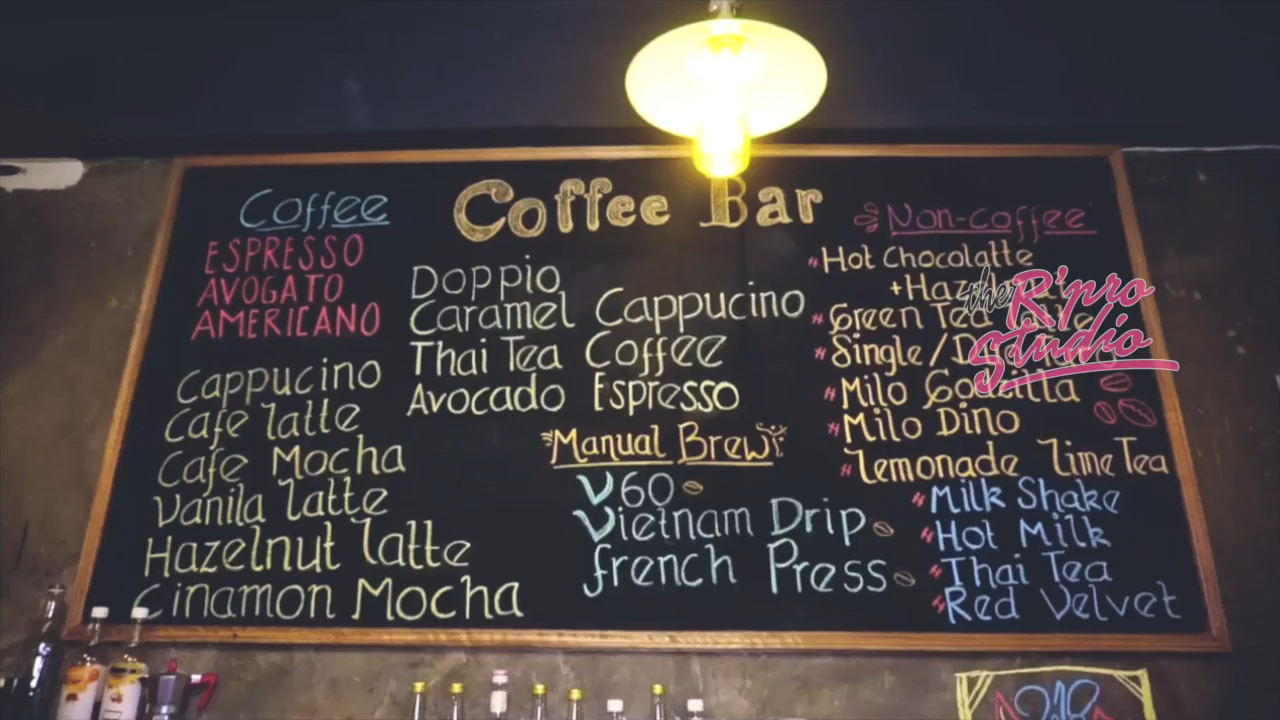 Coffee Bar
Coffee
ESPRESSO
AVOGATO
AMERICANO
Cappucino
Cafe latte
Cafe Mocha
Vanila latte
Hazelnut latte
Cinamon Mocha
Doppio
Caramel Cappucino
Thai Tea Coffee
Avocado Espresso
Manual Brew
V60
Vietnam Drip
french Press
Non-coffee
Hot Chocolatte
Green Tea latte
Single/
Milo Godzilla
Milo Dino
Lemonade Lime Tea
Milk Shake
Hot Milk
Thai Tea
Red Velvet
the R'pro
Studio